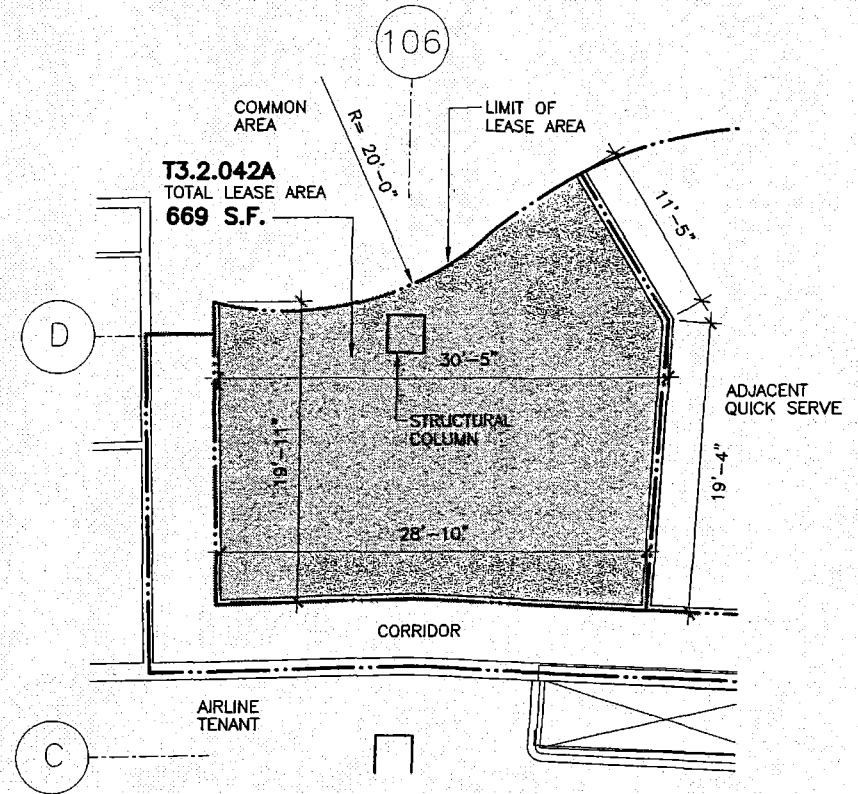 106
COMMON
AREA
LIMIT OF
LEASE AREA
R= 20'-0"
T3.2.042A
TOTAL LEASE AREA
669 S.F.
11'-5"
D
30'-5"
STRUCTURAL
COLUMN
ADJACENT
QUICK SERVE
19'-11"
19'-4"
28'-10"
CORRIDOR
AIRLINE
TENANT
C